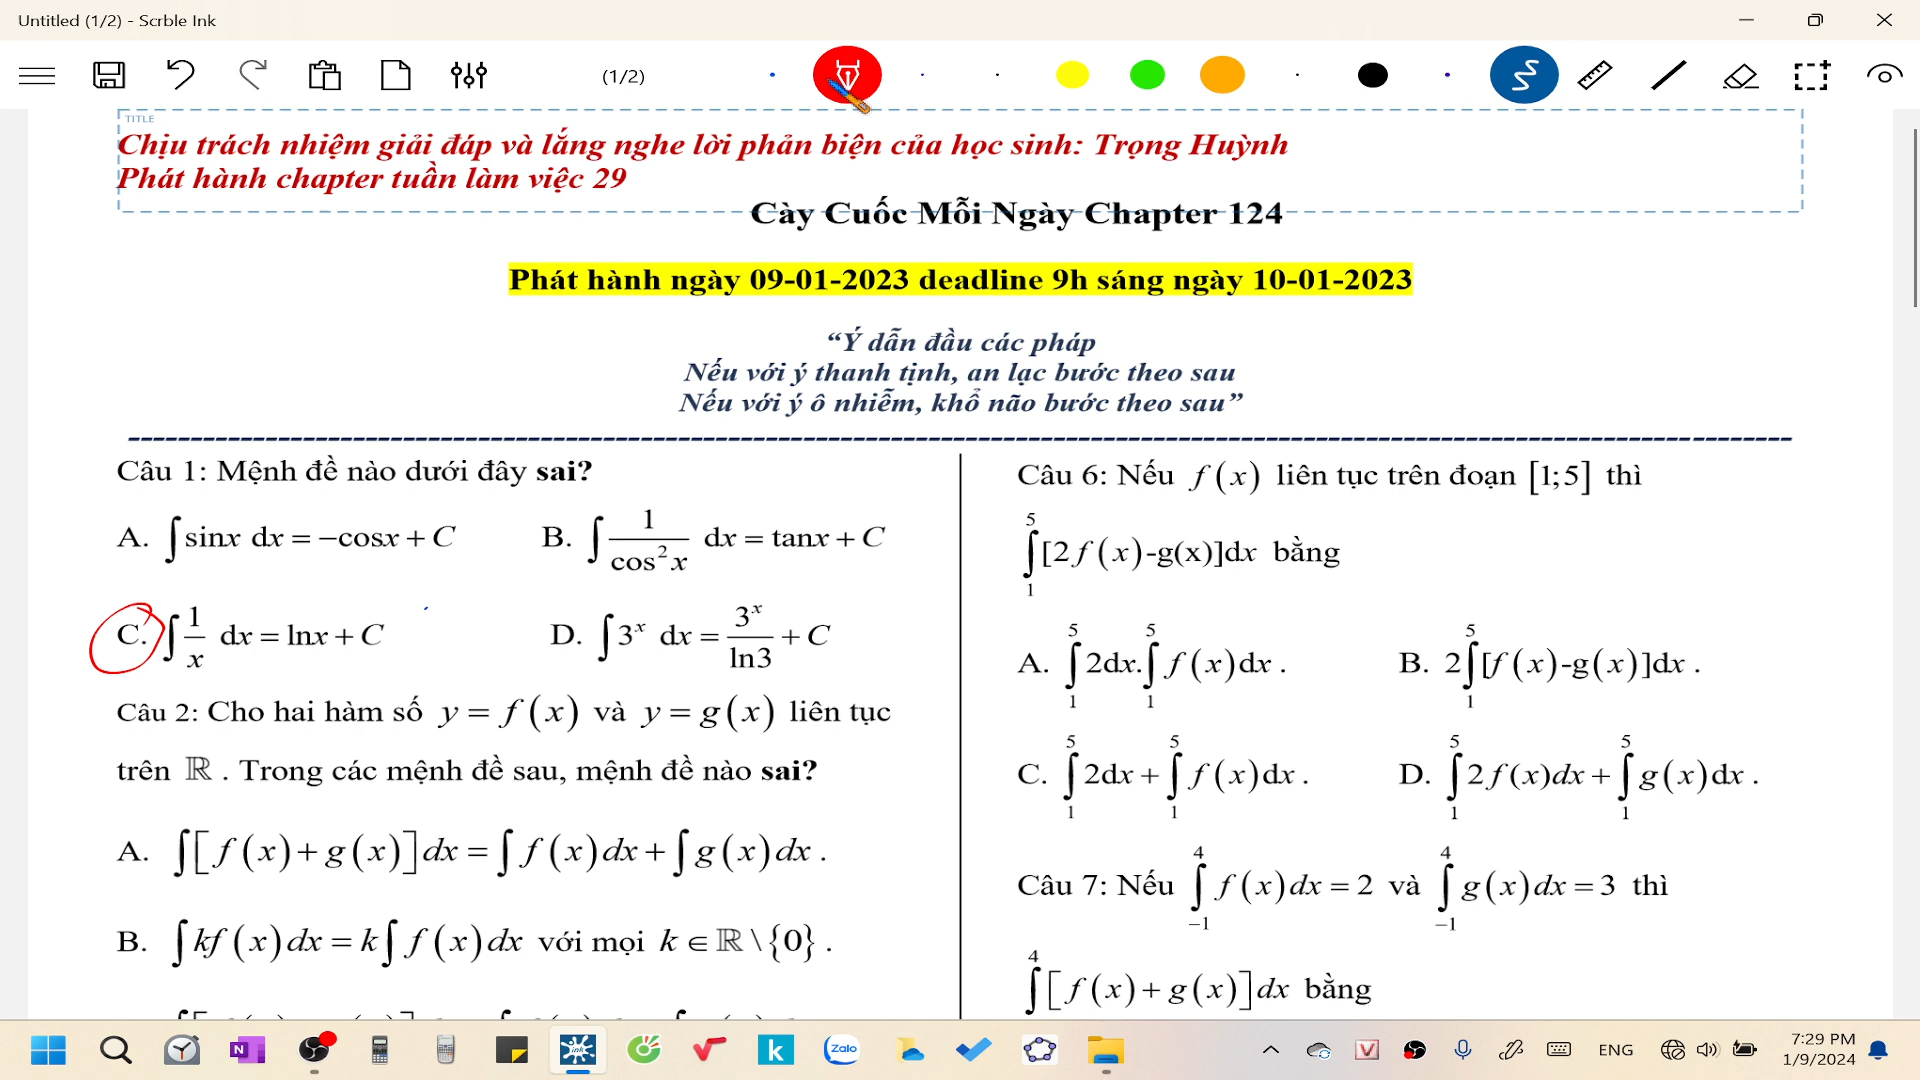 Untitled (1/2) - Scrble Ink
(1/2)
TITLE
Chịu trách nhiệm giải đáp và lắng nghe lời phản biện của học sinh: Trọng Huỳnh
Phát hành chapter tuần làm việc 29
Cày Cuốc Mỗi Ngày Chapter 124
Phát hành ngày 09-01-2023 deadline 9h sáng ngày 10-01-2023
“Ý dẫn đầu các pháp
Nếu với ý thanh tịnh, an lạc bước theo sau
Nếu với ý ô nhiễm, khổ não bước theo sau”
Câu 1: Mệnh đề nào dưới đây sai?
A. ∫ sinx dx = −cosx + C
B. ∫ 1/cos²x dx = tanx + C
C. ∫ 1/x dx = lnx + C
D. ∫ 3ˣ dx = 3ˣ/ln3 + C
Câu 2: Cho hai hàm số y = f(x) và y = g(x) liên tục
trên ℝ . Trong các mệnh đề sau, mệnh đề nào sai?
A. ∫[f(x) + g(x)]dx = ∫f(x)dx + ∫g(x)dx .
B. ∫kf(x)dx = k∫f(x)dx với mọi k ∈ ℝ \ {0} .
Câu 6: Nếu f(x) liên tục trên đoạn [1;5] thì
∫₁⁵[2f(x)-g(x)]dx bằng
A. ∫₁⁵2dx.∫₁⁵f(x)dx .
B. 2∫₁⁵[f(x)-g(x)]dx .
C. ∫₁⁵2dx + ∫₁⁵f(x)dx .
D. ∫₁⁵2f(x)dx + ∫₁⁵g(x)dx .
Câu 7: Nếu ∫₋₁⁴f(x)dx = 2 và ∫₋₁⁴g(x)dx = 3 thì
∫⁴[f(x) + g(x)]dx bằng
N
ink
k
Zalo
V
ENG
7:29 PM
1/9/2024